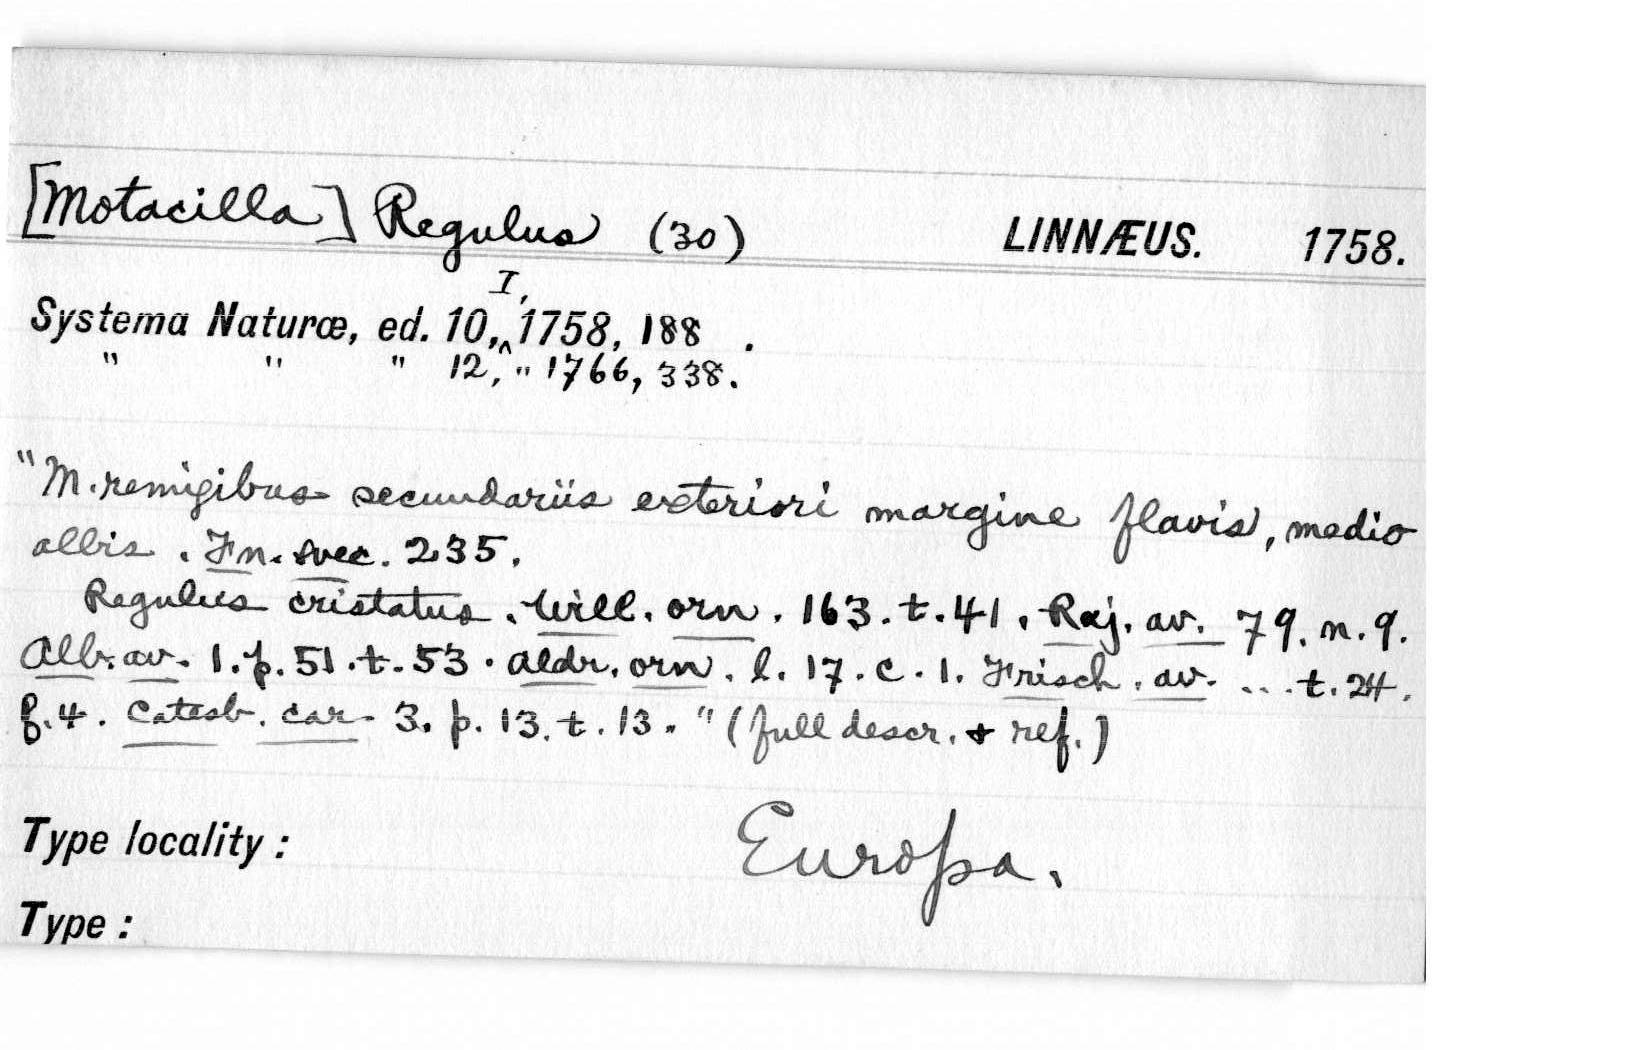 [Motacilla] Regulus (30) LINNÆUS. 1758.
I,
Systema Naturæ, ed. 10,^1758, 188 .
" " " 12, " 1766, 338.
"M. remigibus secundariis exteriori margine flavis, medio
albis. Fn. svec. 235.
Regulus cristatus. Will. orn. 163. t. 41. Raj. av. 79. n. 9.
Alb. av. 1. p. 51. t. 53. Aldr. orn. l. 17. c. 1. Frisch. av. ... t. 24.
f. 4. Catesb. car. 3. p. 13. t. 13." (full descr. & ref.)
Type locality : Europa.
Type :